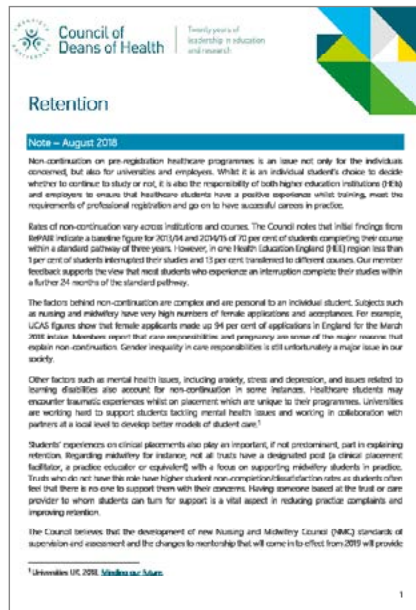 TWENTIETH
ANNIVERSARY
Council of
Deans of Health
Twenty years of
leadership in education
and research
Retention
Note – August 2018
Non-continuation on pre-registration healthcare programmes is an issue not only for the individuals
concerned, but also for universities and employers. Whilst it is an individual student's choice to decide
whether to continue to study or not, it is also the responsibility of both higher education institutions (HEIs)
and employers to ensure that healthcare students have a positive experience whilst training, meet the
requirements of professional registration and go on to have successful careers in practice.
Rates of non-continuation vary across institutions and courses. The Council notes that initial findings from
RePAIR indicate a baseline figure for 2013/14 and 2014/15 of 70 per cent of students completing their course
within a standard pathway of three years. However, in one Health Education England (HEE) region less than
1 per cent of students interrupted their studies and 13 per cent transferred to different courses. Our member
feedback supports the view that most students who experience an interruption complete their studies within
a further 24 months of the standard pathway.
The factors behind non-continuation are complex and are personal to an individual student. Subjects such
as nursing and midwifery have very high numbers of female applications and acceptances. For example,
UCAS figures show that female applicants made up 94 per cent of applications in England for the March
2018 intake. Members report that care responsibilities and pregnancy are some of the major reasons that
explain non-continuation. Gender inequality in care responsibilities is still unfortunately a major issue in our
society.
Other factors such as mental health issues, including anxiety, stress and depression, and issues related to
learning disabilities also account for non-continuation in some instances. Healthcare students may
encounter traumatic experiences whilst on placement which are unique to their programmes. Universities
are working hard to support students tackling mental health issues and working in collaboration with
partners at a local level to develop better models of student care.1
Students' experiences on clinical placements also play an important, if not predominant, part in explaining
retention. Regarding midwifery for instance, not all trusts have a designated post (a clinical placement
facilitator, a practice educator or equivalent) with a focus on supporting midwifery students in practice.
Trusts who do not have this role have higher student non-completion/dissatisfaction rates as students often
feel that there is no one to support them with their concerns. Having someone based at the trust or care
provider to whom students can turn for support is a vital aspect in reducing practice complaints and
improving retention.
The Council believes that the development of new Nursing and Midwifery Council (NMC) standards of
supervision and assessment and the changes to mentorship that will come in to effect from 2019 will provide
1 Universities UK, 2018, Minding our future.
1